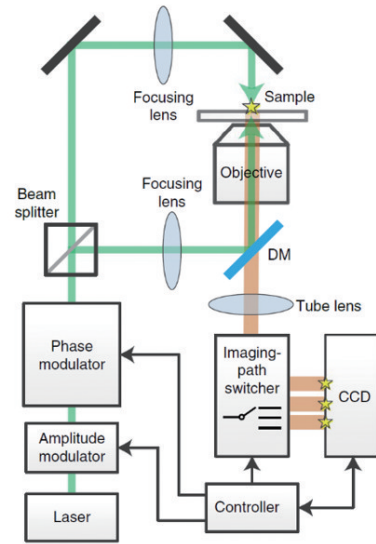 Focusing
lens
Sample
Objective
Focusing
lens
Beam
splitter
DM
Tube lens
Phase
modulator
Imaging-
path
switcher
CCD
Amplitude
modulator
Controller
Laser